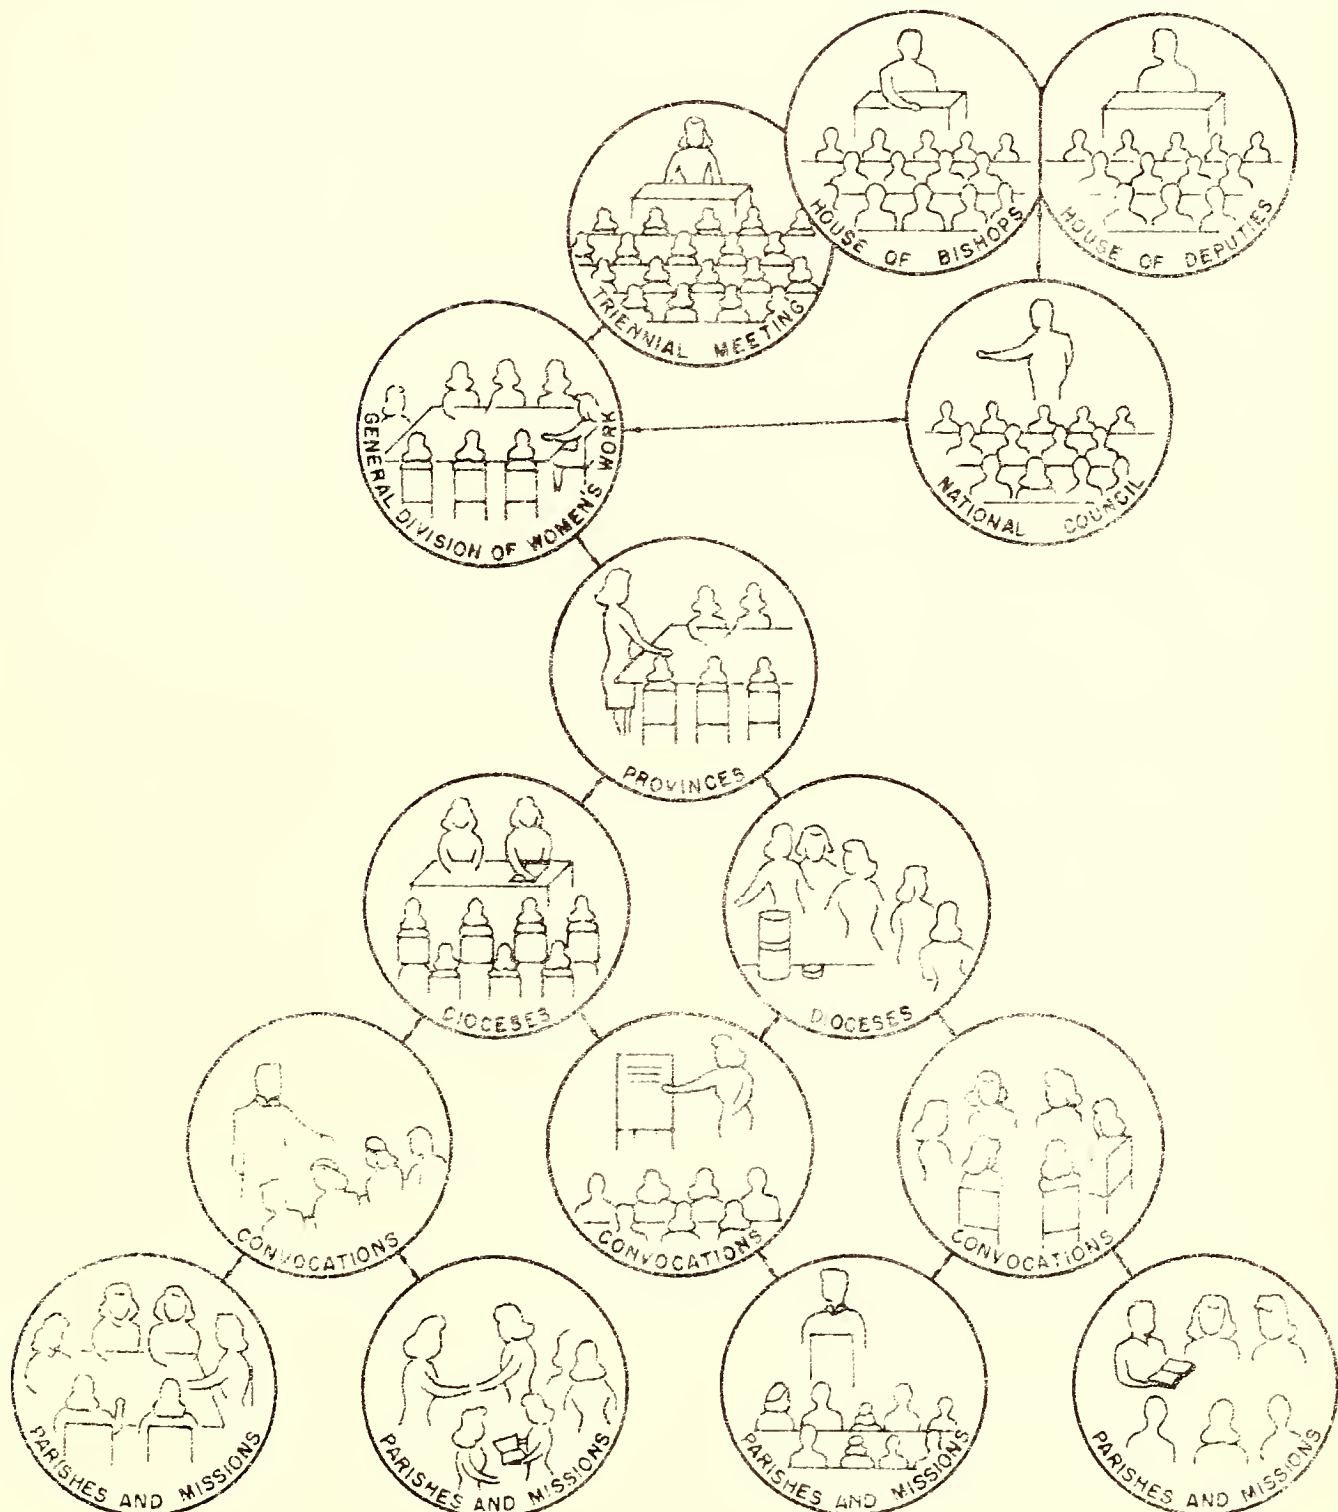 HOUSE OF BISHOPS
HOUSE OF DEPUTIES
TRIENNIAL MEETING
GENERAL DIVISION OF WOMEN'S WORK
NATIONAL COUNCIL
PROVINCES
DIOCESES
DIOCESES
CONVOCATIONS
CONVOCATIONS
CONVOCATIONS
PARISHES AND MISSIONS
PARISHES AND MISSIONS
PARISHES AND MISSIONS
PARISHES AND MISSIONS